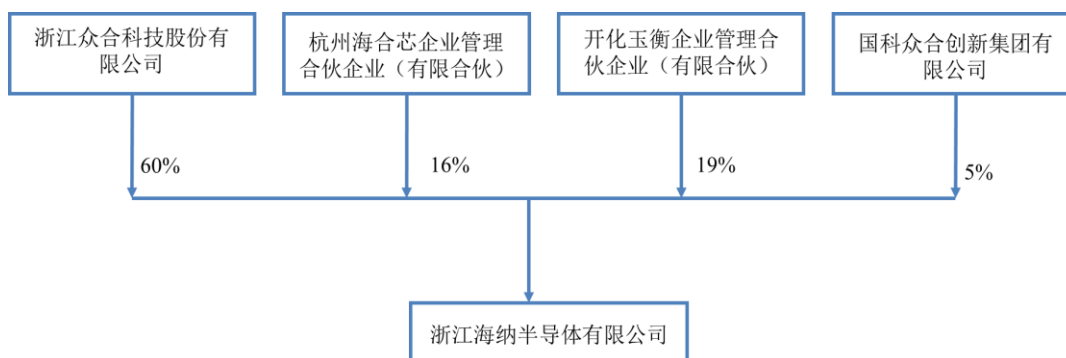 浙江众合科技股份有
限公司
杭州海合芯企业管理
合伙企业（有限合伙）
开化玉衡企业管理合
伙企业（有限合伙）
国科众合创新集团有
限公司
60%
16%
19%
5%
浙江海纳半导体有限公司